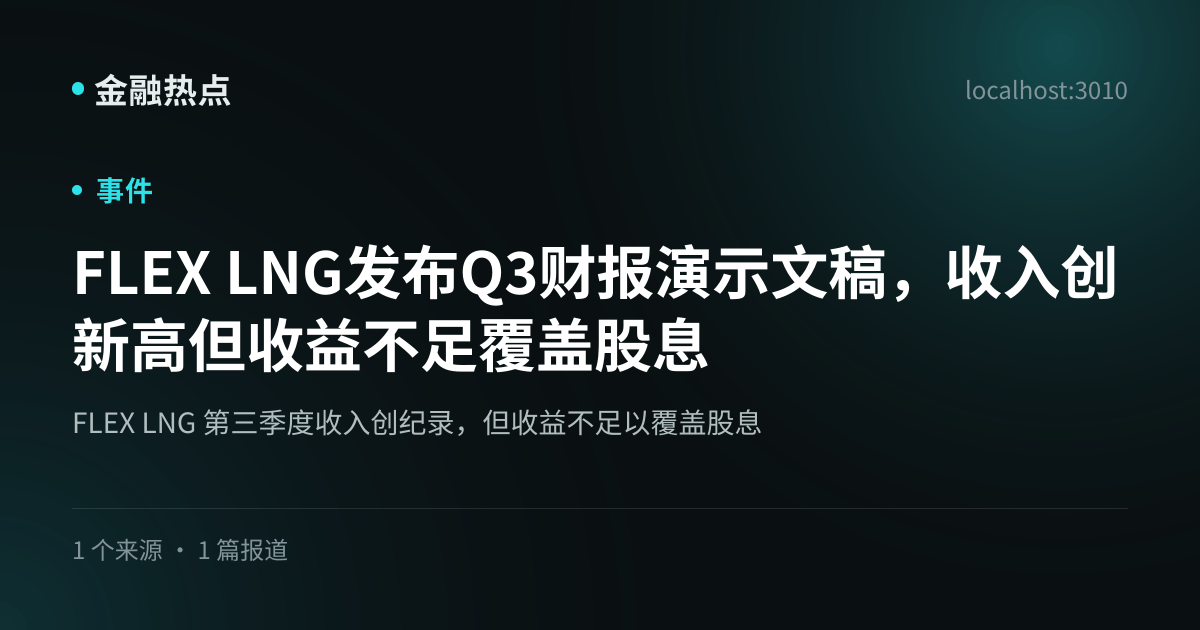 金融热点
localhost:3010
事件
FLEX LNG发布Q3财报演示文稿，收入创
新高但收益不足覆盖股息
FLEX LNG 第三季度收入创纪录，但收益不足以覆盖股息
1 个来源 · 1 篇报道